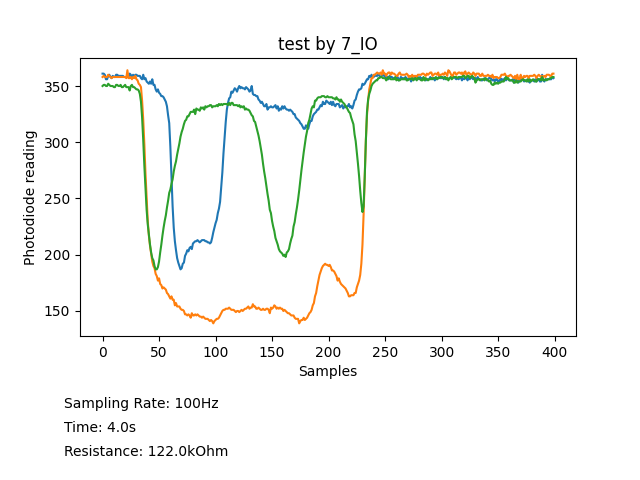 test by 7_IO
350
300
250
200
150
Photodiode reading
0 50 100 150 200 250 300 350 400
Samples
Sampling Rate: 100Hz
Time: 4.0s
Resistance: 122.0kOhm